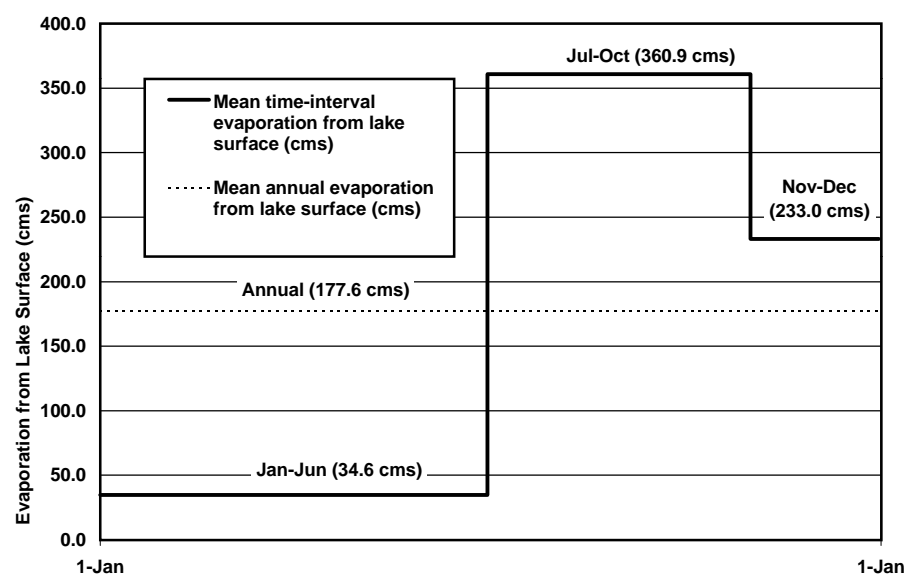 400.0
350.0
300.0
250.0
200.0
150.0
100.0
50.0
0.0
Evaporation from Lake Surface (cms)
Jul-Oct (360.9 cms)
Mean time-interval
evaporation from lake
surface (cms)
Mean annual evaporation
from lake surface (cms)
Nov-Dec
(233.0 cms)
Annual (177.6 cms)
Jan-Jun (34.6 cms)
1-Jan
1-Jan